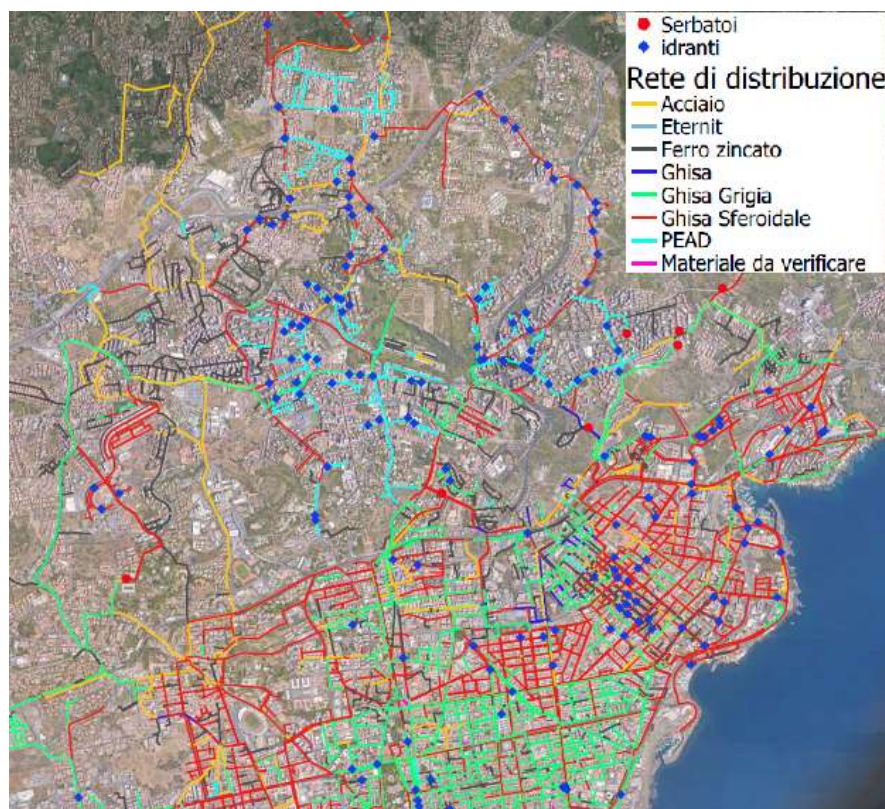 Serbatoi
idranti
Rete di distribuzione
Acciaio
Eternit
Ferro zincato
Ghisa
Ghisa Grigia
Ghisa Sferoidale
PEAD
Materiale da verificare